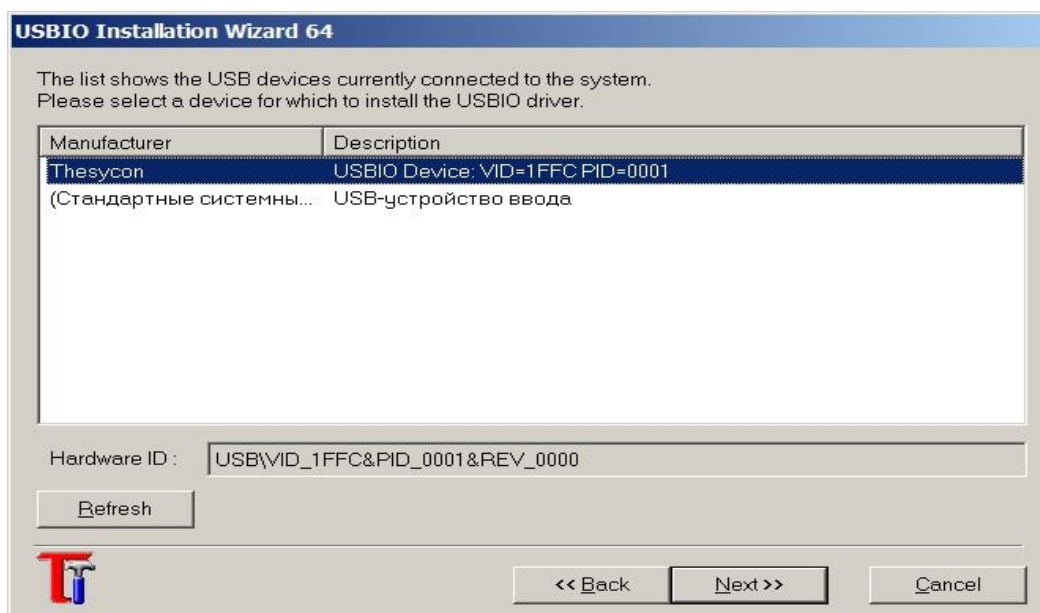 USBIO Installation Wizard 64
The list shows the USB devices currently connected to the system.
Please select a device for which to install the USBIO driver.
Manufacturer Description
Thesycon USBIO Device: VID=1FFC PID=0001
(Стандартные системны... USB-устройство ввода
Hardware ID : USB\VID_1FFC&PID_0001&REV_0000
Refresh
<< Back Next >> Cancel